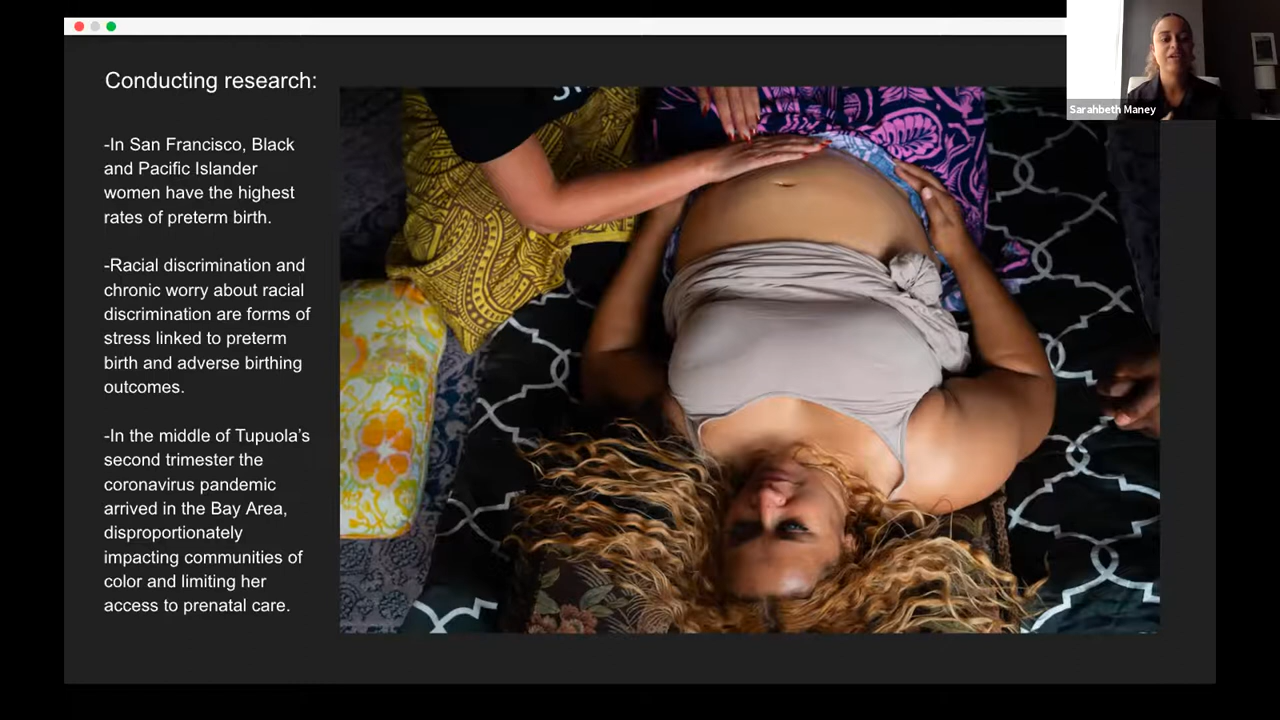 Conducting research:
-In San Francisco, Black
and Pacific Islander
women have the highest
rates of preterm birth.
-Racial discrimination and
chronic worry about racial
discrimination are forms of
stress linked to preterm
birth and adverse birthing
outcomes.
-In the middle of Tupuola’s
second trimester the
coronavirus pandemic
arrived in the Bay Area,
disproportionately
impacting communities of
color and limiting her
access to prenatal care.
Sarahbeth Maney